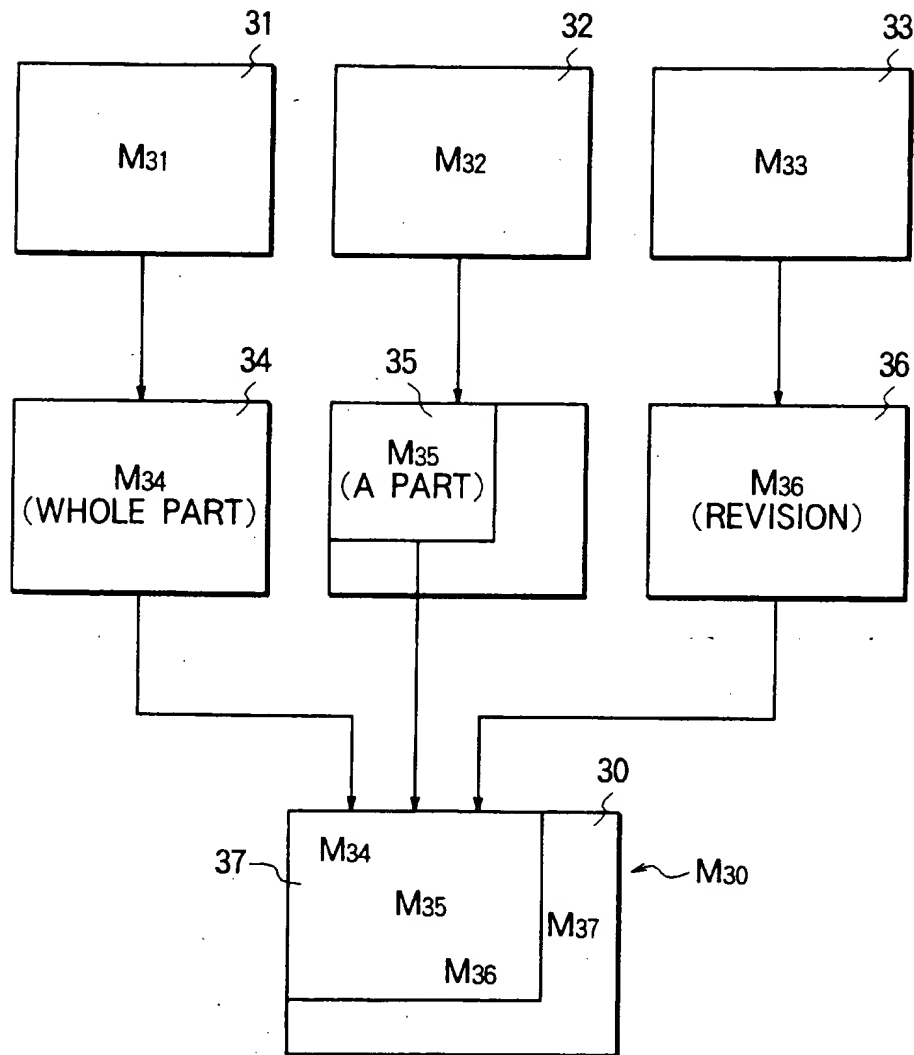 31
32
33
M31
M32
M33
34
35
36
M34
(WHOLE PART)
M35
(A PART)
M36
(REVISION)
30
37
M34
M30
M35
M37
M36